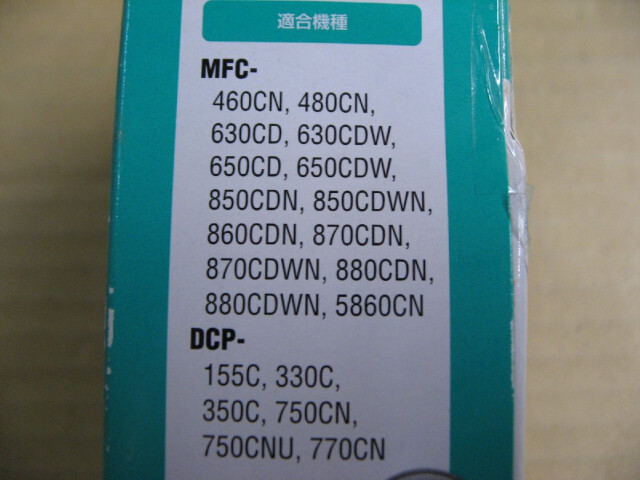 適合機種
MFC-
460CN, 480CN,
630CD, 630CDW,
650CD, 650CDW,
850CDN, 850CDWN,
860CDN, 870CDN,
870CDWN, 880CDN,
880CDWN, 5860CN
DCP-
155C, 330C,
350C, 750CN,
750CNU, 770CN